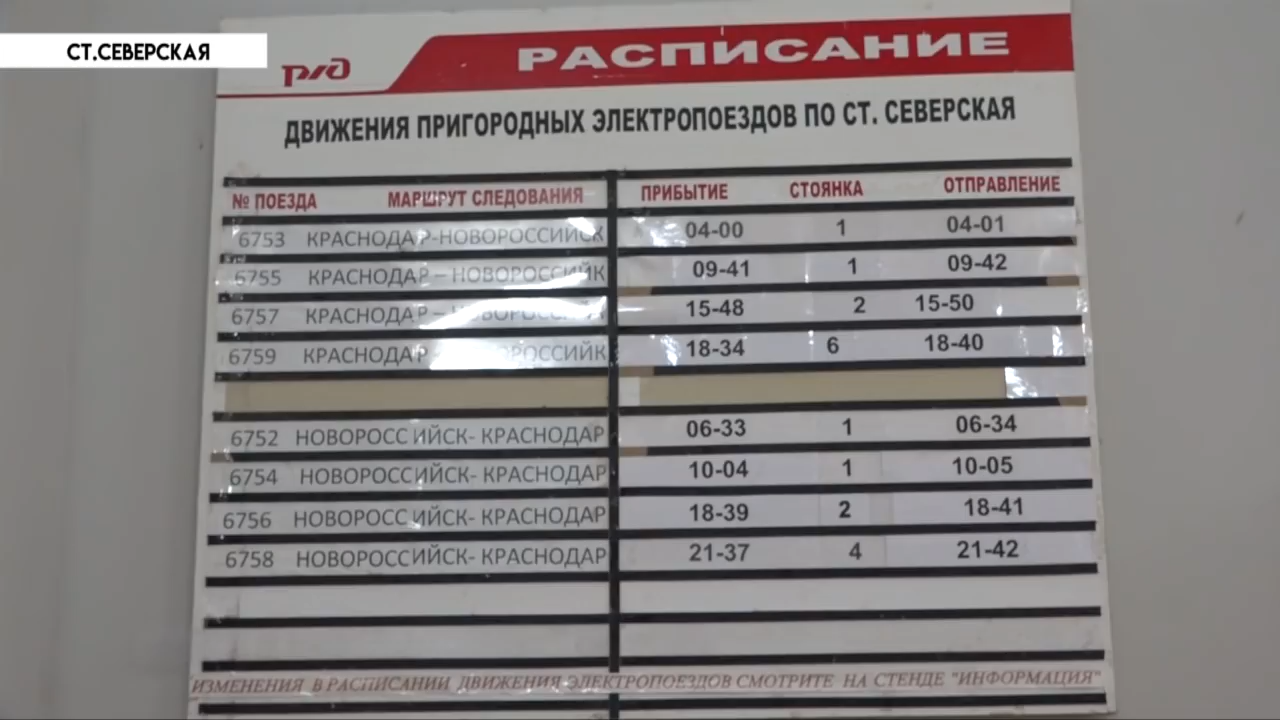 СТ.СЕВЕРСКАЯ
ржд РАСПИСАНИЕ
ДВИЖЕНИЯ ПРИГОРОДНЫХ ЭЛЕКТРОПОЕЗДОВ ПО СТ. СЕВЕРСКАЯ
№ ПОЕЗДА МАРШРУТ СЛЕДОВАНИЯ ПРИБЫТИЕ СТОЯНКА ОТПРАВЛЕНИЕ
6753 КРАСНОДАР-НОВОРОССИЙСК 04-00 1 04-01
6755 КРАСНОДАР – НОВОРОССИЙК 09-41 1 09-42
6757 КРАСНОДАР – 15-48 2 15-50
6759 КРАСНОДАР - НОВОРОССИЙК 18-34 6 18-40
6752 НОВОРОССИЙСК- КРАСНОДАР 06-33 1 06-34
6754 НОВОРОССИЙСК- КРАСНОДАР 10-04 1 10-05
6756 НОВОРОССИЙСК- КРАСНОДАР 18-39 2 18-41
6758 НОВОРОССИЙСК- КРАСНОДАР 21-37 4 21-42
ИЗМЕНЕНИЯ В РАСПИСАНИИ ДВИЖЕНИЯ ЭЛЕКТРОПОЕЗДОВ СМОТРИТЕ НА СТЕНДЕ "ИНФОРМАЦИЯ"